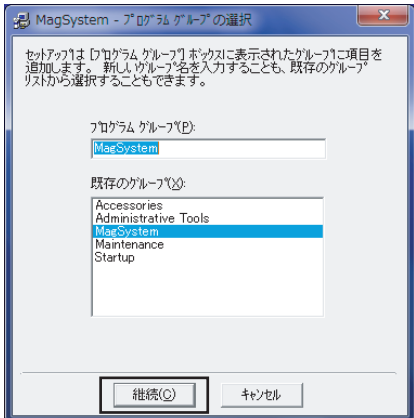 MagSystem - ﾌﾟﾛｸﾞﾗﾑ ｸﾞﾙｰﾌﾟの選択
ｾｯﾄｱｯﾌﾟは [ﾌﾟﾛｸﾞﾗﾑ ｸﾞﾙｰﾌﾟ] ﾎﾞｯｸｽに表示されたｸﾞﾙｰﾌﾟに項目を
追加します。 新しいｸﾞﾙｰﾌﾟ名を入力することも、既存のｸﾞﾙｰﾌﾟ
ﾘｽﾄから選択することもできます。
ﾌﾟﾛｸﾞﾗﾑ ｸﾞﾙｰﾌﾟ(P):
MagSystem
既存のｸﾞﾙｰﾌﾟ(X):
Accessories
Administrative Tools
MagSystem
Maintenance
Startup
継続(C)
ｷｬﾝｾﾙ